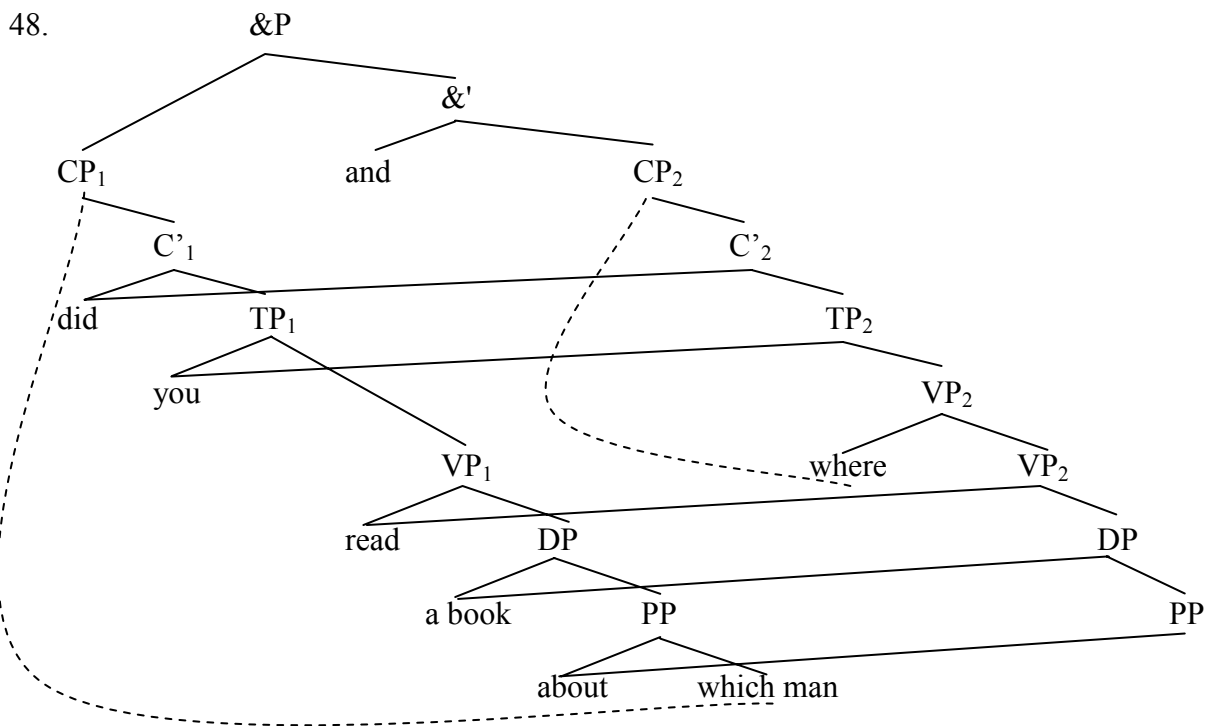 48. &P
&'
CP₁ and CP₂
C’₁ C’₂
did TP₁ TP₂
you VP₂
VP₁ where VP₂
read DP DP
a book PP PP
about which man